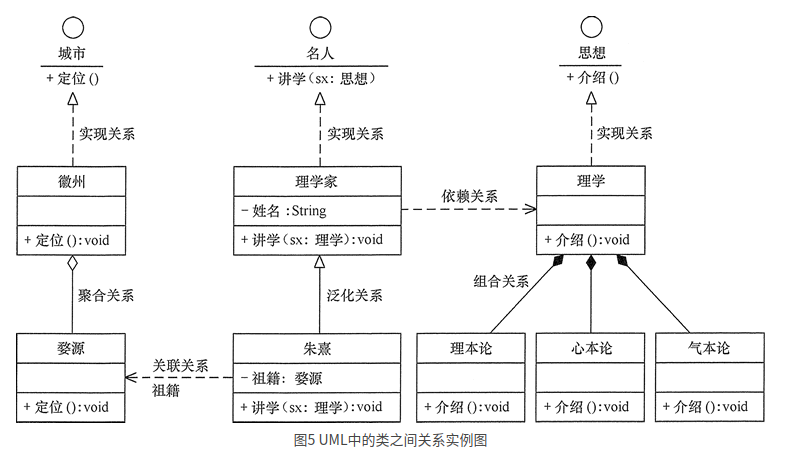 城市
+ 定位()
名人
+ 讲学(sx: 思想)
思想
+ 介绍()
实现关系
实现关系
实现关系
徽州
+ 定位():void
理学家
- 姓名 :String
+ 讲学(sx: 理学):void
依赖关系
理学
+ 介绍():void
聚合关系
泛化关系
组合关系
婺源
+ 定位():void
关联关系
祖籍
朱熹
- 祖籍: 婺源
+ 讲学(sx: 理学):void
理本论
+ 介绍():void
心本论
+ 介绍():void
气本论
+ 介绍():void
图5 UML中的类之间关系实例图